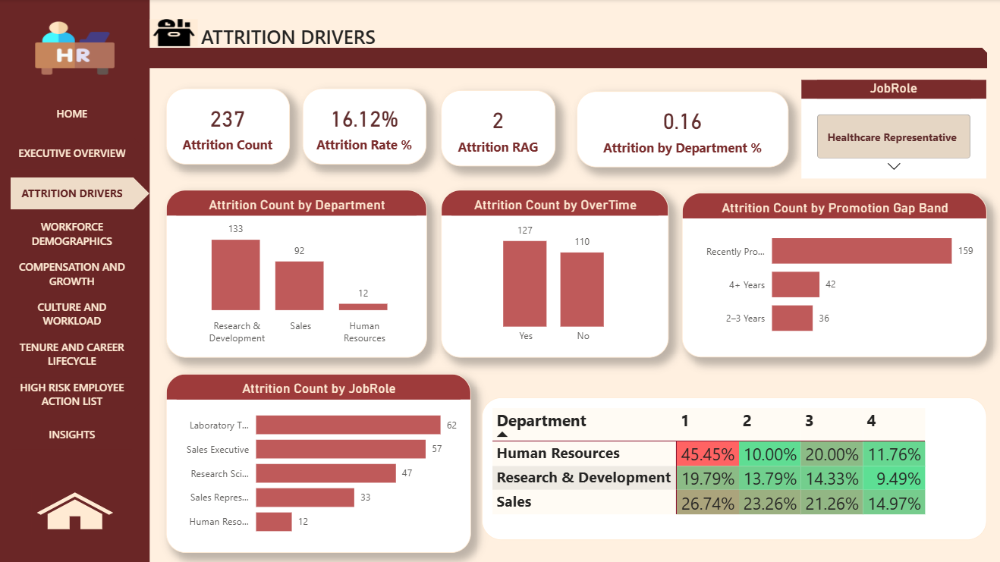 HR
HOME
EXECUTIVE OVERVIEW
ATTRITION DRIVERS
WORKFORCE
DEMOGRAPHICS
COMPENSATION AND
GROWTH
CULTURE AND
WORKLOAD
TENURE AND CAREER
LIFECYCLE
HIGH RISK EMPLOYEE
ACTION LIST
INSIGHTS
ATTRITION DRIVERS
237
Attrition Count
16.12%
Attrition Rate %
2
Attrition RAG
0.16
Attrition by Department %
JobRole
Healthcare Representative
Attrition Count by Department
133
92
12
Research &
Development
Sales
Human
Resources
Attrition Count by OverTime
127
110
Yes
No
Attrition Count by Promotion Gap Band
Recently Pro... 159
4+ Years 42
2–3 Years 36
Attrition Count by JobRole
Laboratory T... 62
Sales Executive 57
Research Sci... 47
Sales Repres... 33
Human Reso... 12
Department 1 2 3 4
Human Resources 45.45% 10.00% 20.00% 11.76%
Research & Development 19.79% 13.79% 14.33% 9.49%
Sales 26.74% 23.26% 21.26% 14.97%